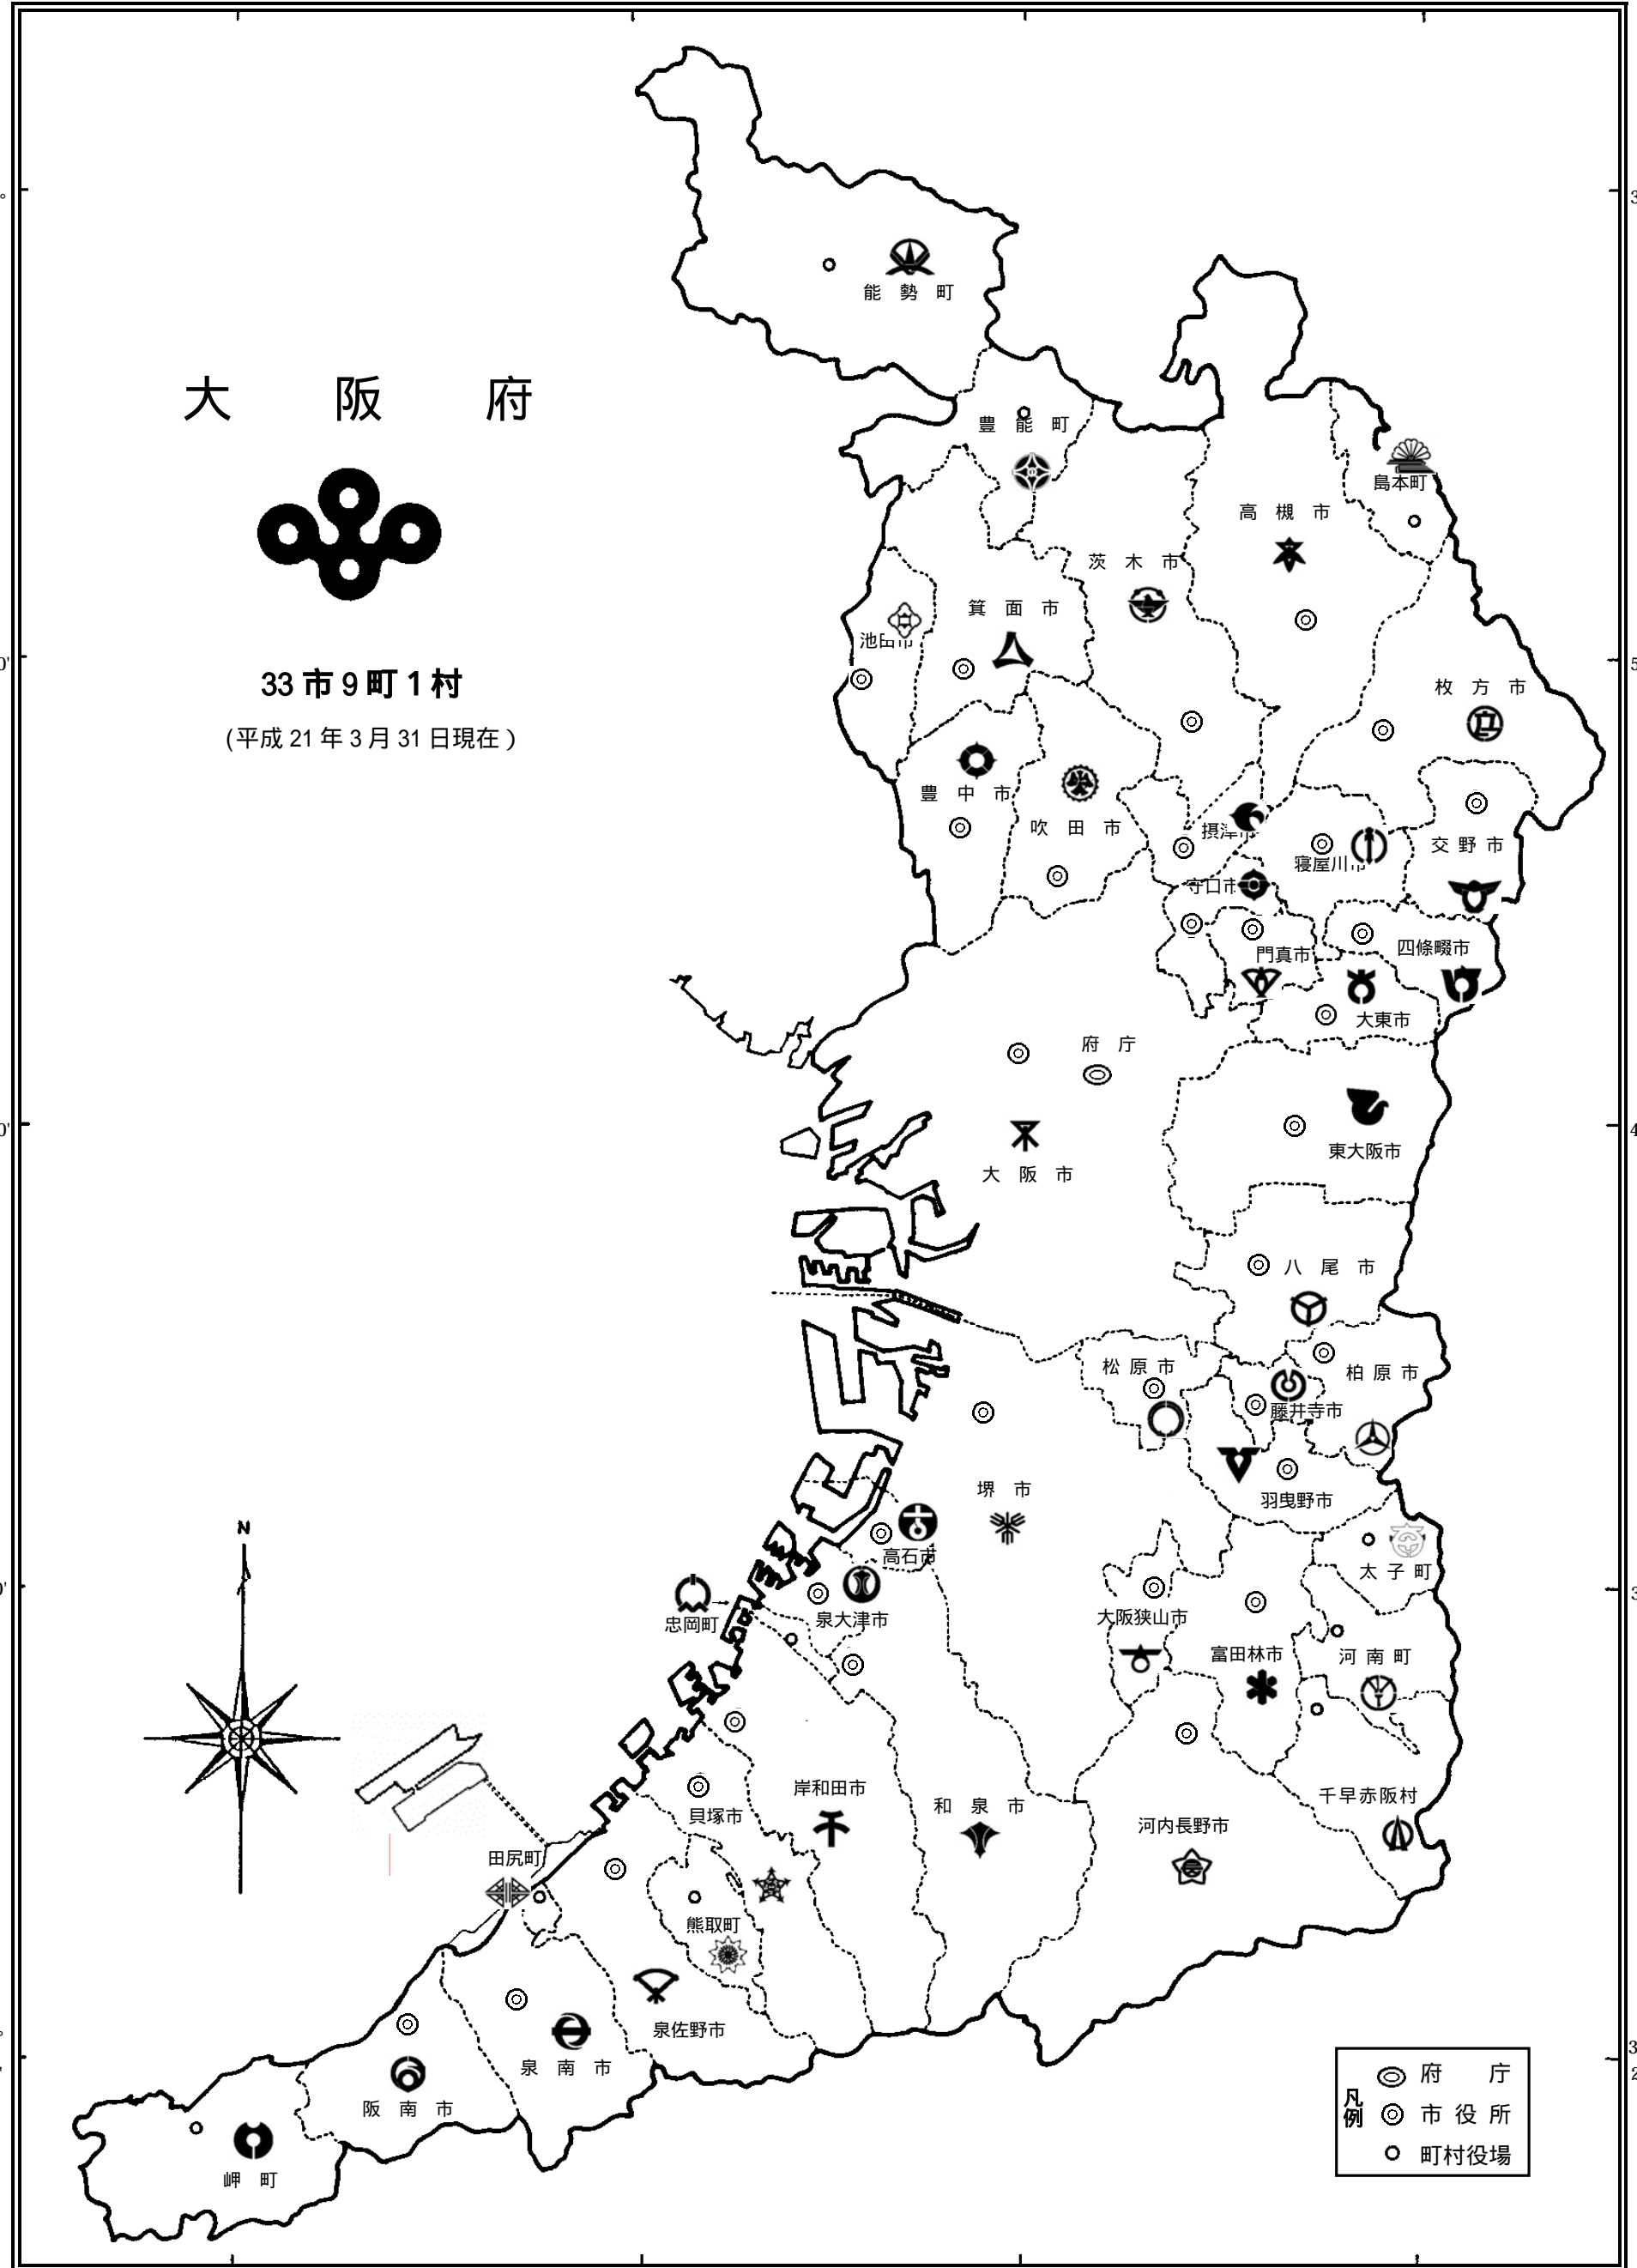 大阪府
33市9町1村
(平成21年3月31日現在)
能勢町
豊能町
島本町
高槻市
茨木市
箕面市
池田市
枚方市
豊中市
吹田市
摂津市
寝屋川市
交野市
守口市
門真市
四條畷市
大東市
府庁
東大阪市
大阪市
八尾市
松原市
柏原市
藤井寺市
堺市
羽曳野市
高石市
太子町
泉大津市
忠岡町
大阪狭山市
富田林市
河南町
岸和田市
和泉市
貝塚市
千早赤阪村
河内長野市
田尻町
熊取町
泉佐野市
泉南市
阪南市
岬町
N
凡例
府庁
市役所
町村役場